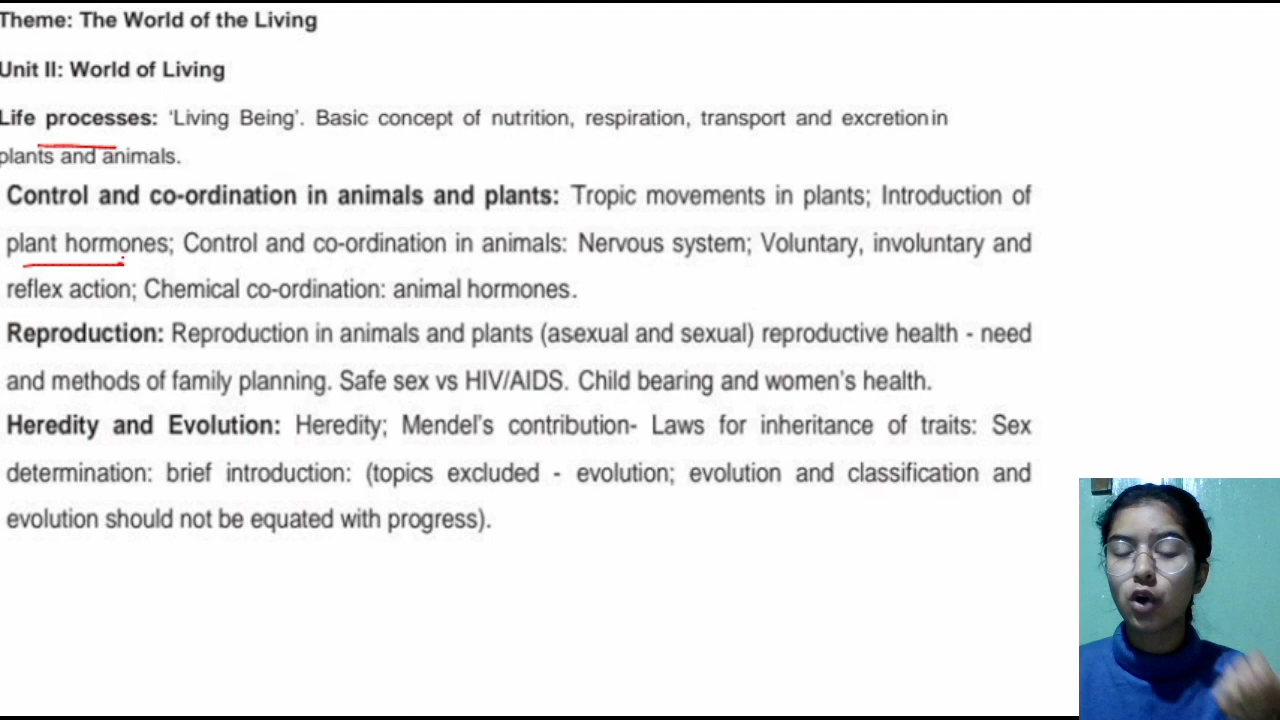 Theme: The World of the Living
Unit II: World of Living
Life processes: ‘Living Being’. Basic concept of nutrition, respiration, transport and excretion in
plants and animals.
Control and co-ordination in animals and plants: Tropic movements in plants; Introduction of
plant hormones; Control and co-ordination in animals: Nervous system; Voluntary, involuntary and
reflex action; Chemical co-ordination: animal hormones.
Reproduction: Reproduction in animals and plants (asexual and sexual) reproductive health - need
and methods of family planning. Safe sex vs HIV/AIDS. Child bearing and women’s health.
Heredity and Evolution: Heredity; Mendel’s contribution- Laws for inheritance of traits: Sex
determination: brief introduction: (topics excluded - evolution; evolution and classification and
evolution should not be equated with progress).